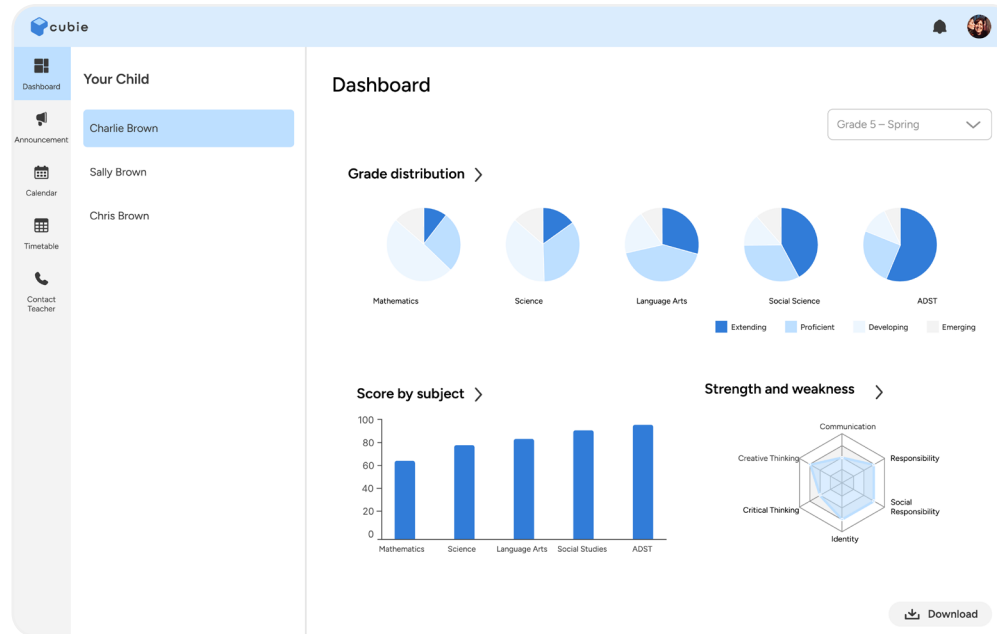 cubie
Dashboard
Announcement
Calendar
Timetable
Contact
Teacher
Your Child
Charlie Brown
Sally Brown
Chris Brown
Dashboard
Grade 5 – Spring
Grade distribution
Mathematics
Science
Language Arts
Social Science
ADST
Extending
Proficient
Developing
Emerging
Score by subject
100
80
60
40
20
0
Mathematics
Science
Language Arts
Social Studies
ADST
Strength and weakness
Communication
Creative Thinking
Responsibility
Critical Thinking
Social
Responsibility
Identity
Download